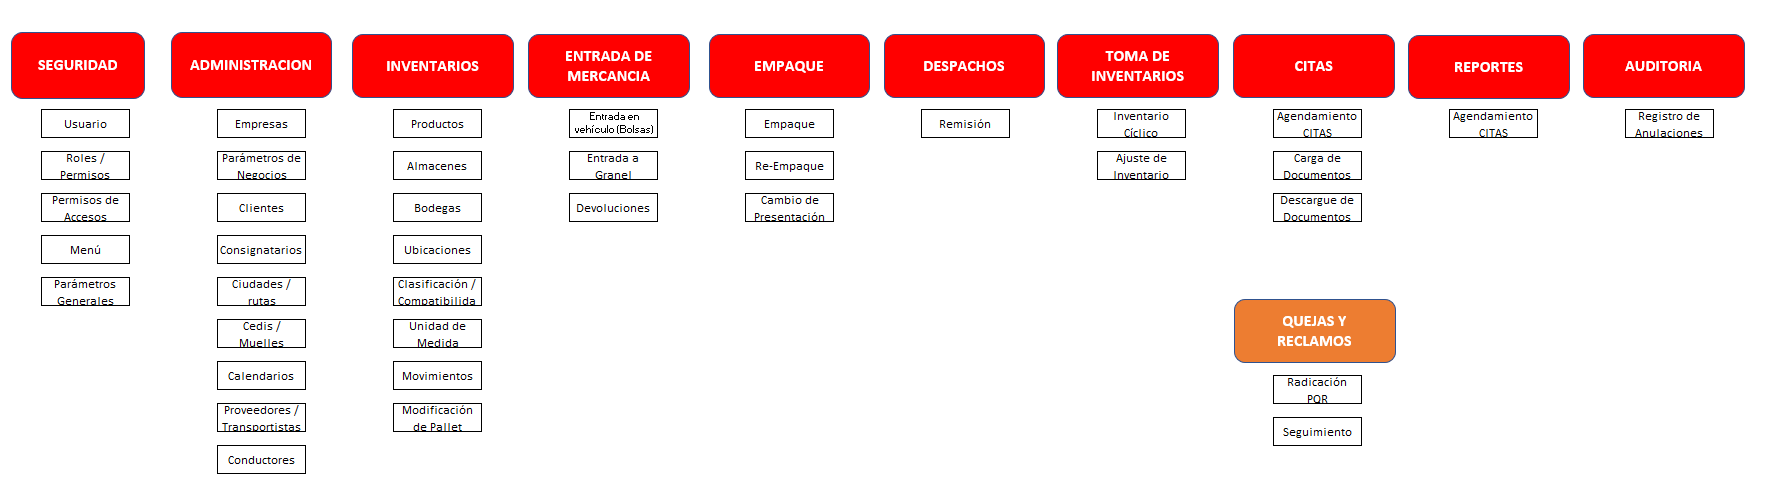 SEGURIDAD
Usuario
Roles /
Permisos
Permisos de
Accesos
Menú
Parámetros
Generales
ADMINISTRACION
Empresas
Parámetros de
Negocios
Clientes
Consignatarios
Ciudades /
rutas
Cedis /
Muelles
Calendarios
Proveedores /
Transportistas
Conductores
INVENTARIOS
Productos
Almacenes
Bodegas
Ubicaciones
Clasificación /
Compatibilida
Unidad de
Medida
Movimientos
Modificación
de Pallet
ENTRADA DE
MERCANCIA
Entrada en
vehículo (Bolsas)
Entrada a
Granel
Devoluciones
EMPAQUE
Empaque
Re-Empaque
Cambio de
Presentación
DESPACHOS
Remisión
TOMA DE
INVENTARIOS
Inventario
Cíclico
Ajuste de
Inventario
CITAS
Agendamiento
CITAS
Carga de
Documentos
Descargue de
Documentos
QUEJAS Y
RECLAMOS
Radicación
PQR
Seguimiento
REPORTES
Agendamiento
CITAS
AUDITORIA
Registro de
Anulaciones